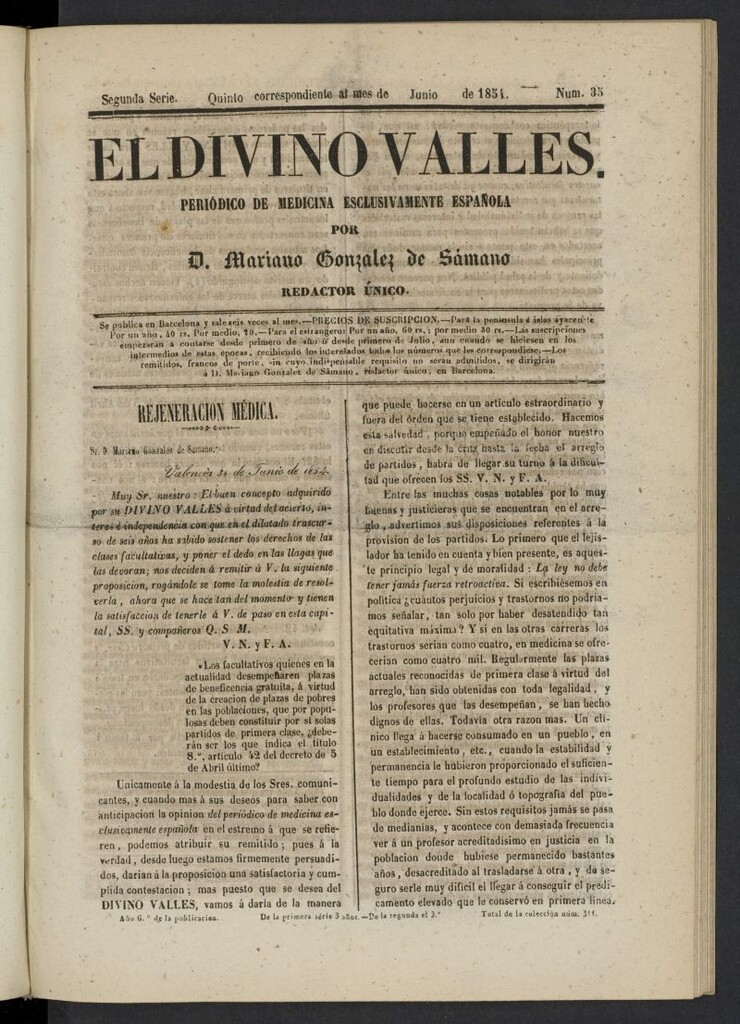 Segunda Serie. Quinto correspondiente al mes de Junio de 1854. Num. 35
EL DIVINO VALLES.
PERIÓDICO DE MEDICINA ESCLUSIVAMENTE ESPAÑOLA
POR
D. Mariano Gonzalez de Sámano
REDACTOR ÚNICO.
Se publica en Barcelona y sale seis veces al mes.—PRECIOS DE SUSCRIPCION.—Para la península é islas ayacente
Por un año, 40 rs. Por medio, 20.—Para el estrangero: Por un año, 60 rs.; por medio 30 rs.—Las suscripciones
empezarán a contarse desde primero de año ó desde primero de Julio, aun cuando se hiciesen en los
intermedios de estas épocas, recibiendo los interesados todos los números que les correspondiese.—Los
remitidos, francos de porte, sin cuyo indispensable requisito no serán admitidos, se dirigirán
á D. Mariano Gonzalez de Sámano, redactor único, en Barcelona.
REJENERACION MÉDICA.
Sr. D. Mariano Gonzalez de Samano.
Valencia 34 de Junio de 1854.
Muy Sr. nuestro: El buen concepto adquirido
por su DIVINO VALLES á virtud del acierto, in-
teres é independencia con que en el dilatado trascur-
so de seis años ha sabido sostener los derechos de las
clases facultativas, y poner el dedo en las llagas que
las devoran; nos deciden á remitir á V. la siguiente
proposicion, rogándole se tome la molestia de resol-
verla, ahora que se hace tan del momento y tienen
la satisfaccion de tenerle á V. de paso en esta capi-
tal, SS. y compañeros Q. S M.
V. N. y F. A.
«Los facultativos quienes en la
actualidad desempeñaren plazas
de beneficencia gratuita, á virtud
de la creacion de plazas de pobres
en las poblaciones, que por popu-
losas deben constituir por si solas
partidos de primera clase, ¿debe-
rán ser los que indica el título
8.º, artículo 42 del decreto de 5
de Abril último?
Unicamente á la modestia de los Sres. comuni-
cantes, y cuando mas á sus deseos para saber con
anticipacion la opinion del periódico de medicina es-
clusivamente española en el estremo á que se refie-
ren, podemos atribuir su remitido; pues á la
verdad, desde luego estamos firmemente persuadi-
dos, darian á la proposicion una satisfactoria y cum-
plida contestacion; mas puesto que se desea del
DIVINO VALLES, vamos á darla de la manera
que puede hacerse en un articulo estraordinario y
fuera del órden que se tiene establecido. Hacemos
esta salvedad, porque empeñado el honor nuestro
en discutir desde la cruz hasta la fecha el arreglo
de partidos, habrá de llegar su turno á la dificul-
tad que ofrecen los SS. V. N. y F. A.
Entre las muchas cosas notables por lo muy
buenas y justicieras que se encuentran en el arre-
glo, advertimos sus disposiciones referentes á la
provision de los partidos. Lo primero que el lejis-
lador ha tenido en cuenta y bien presente, es aques-
te principio legal y de moralidad: La ley no debe
tener jamás fuerza retroactiva. Si escribiésemos en
política ¿cuántos perjuicios y trastornos no podria-
mos señalar, tan solo por haber desatendido tan
equitativa máxima? Y si en las otras carreras los
trastornos serian como cuatro, en medicina se ofre-
cerian como cuatro mil. Regularmente las plazas
actuales reconocidas de primera clase á virtud del
arreglo, han sido obtenidas con toda legalidad, y
los profesores que las desempeñan, se han hecho
dignos de ellas. Todavía otra razon mas. Un clí-
nico llega á hacerse consumado en un pueblo, en
un establecimiento, etc., cuando la estabilidad y
permanencia le hubieron proporcionado el suficien-
te tiempo para el profundo estudio de las indivi-
dualidades y de la localidad ó topografía del pue-
blo donde ejerce. Sin estos requisitos jamás se pasa
de medianias, y acontece con demasiada frecuencia
ver á un profesor acreditadísimo en justicia en la
poblacion donde hubiese permanecido bastantes
años, desacreditado al trasladarse á otra, y de se-
guro serle muy dificil el llegar á conseguir el predi-
camento elevado que le conservó en primera linea.
Año 6.º de la publicacion. De la primera série 3 años.—De la segunda el 3.º Total de la coleccion núm. 311.